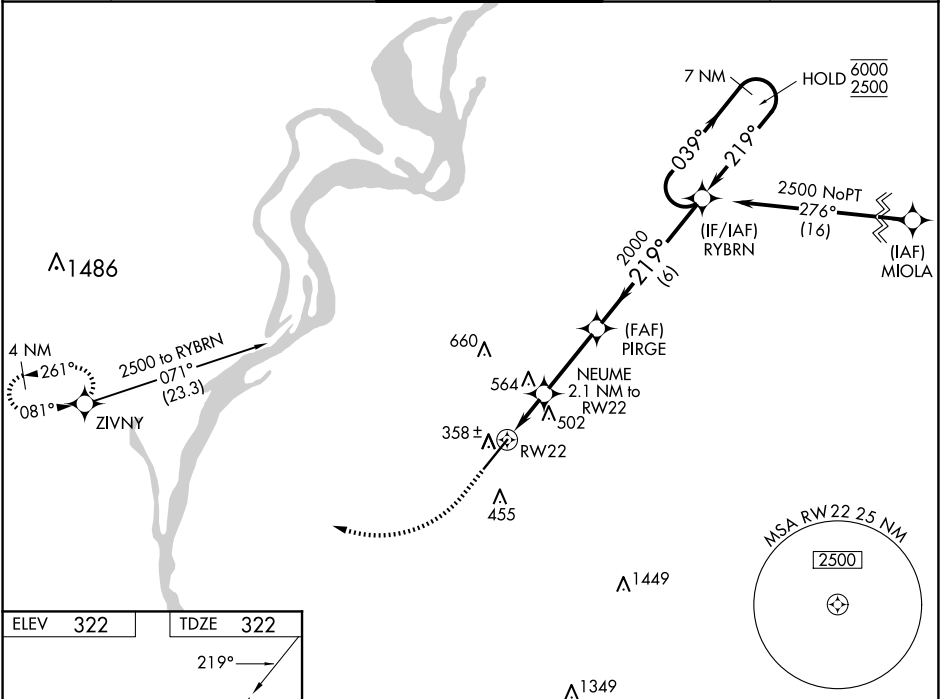 7 NM
HOLD 6000
2500
039°
219°
2500 NoPT
276°
(16)
(IF/IAF)
RYBRN
(IAF)
MIOLA
2000
219°
(6)
1486
(FAF)
PIRGE
4 NM
261°
081°
ZIVNY
2500 to RYBRN
071°
(23.3)
660
564
NEUME
2.1 NM to
RW22
502
358 ±
RW22
455
MSA RW 22 25 NM
2500
1449
1349
ELEV 322
TDZE 322
219°